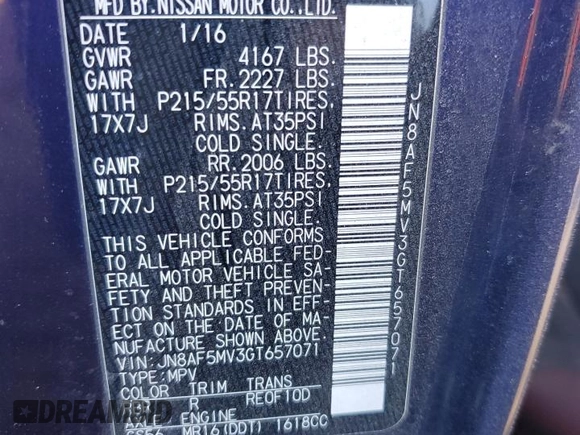 MFD BY.NISSAN MOTOR CO.,LTD.
DATE 1/16
GVWR 4167 LBS.
GAWR FR. 2227 LBS.
WITH P215/55R17TIRES,
17X7J RIMS.AT35PSI
COLD SINGLE.
GAWR RR. 2006 LBS.
WITH P215/55R17TIRES,
17X7J RIMS.AT35PSI
COLD SINGLE.
THIS VEHICLE CONFORMS
TO ALL APPLICABLE FED-
ERAL MOTOR VEHICLE SA-
FETY AND THEFT PREVEN-
TION STANDARDS IN EFF-
ECT ON THE DATE OF MA-
NUFACTURE SHOWN ABOVE.
VIN:JN8AF5MV3GT657071
TYPE:MPV
COLOR TRIM TRANS
R RE0F10D
ENGINE
MR16(DDT) 1618CC
JN8AF5MV3GT657071